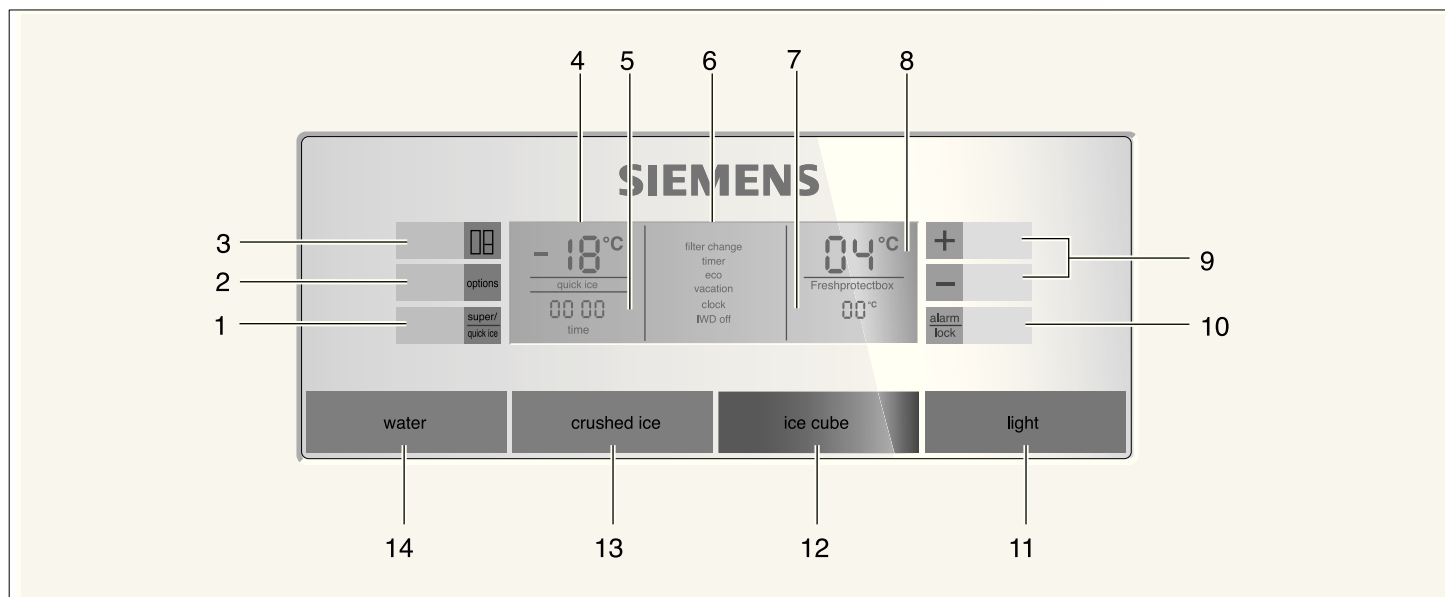 4 5 6 7 8
SIEMENS
3
-18°C
quick ice
00 00
time
filter change
timer
eco
vacation
clock
IWD off
04°C
Freshprotectbox
00°C
+
−
9
2 options
1 super/
quick ice
alarm
lock
10
water crushed ice ice cube light
14 13 12 11